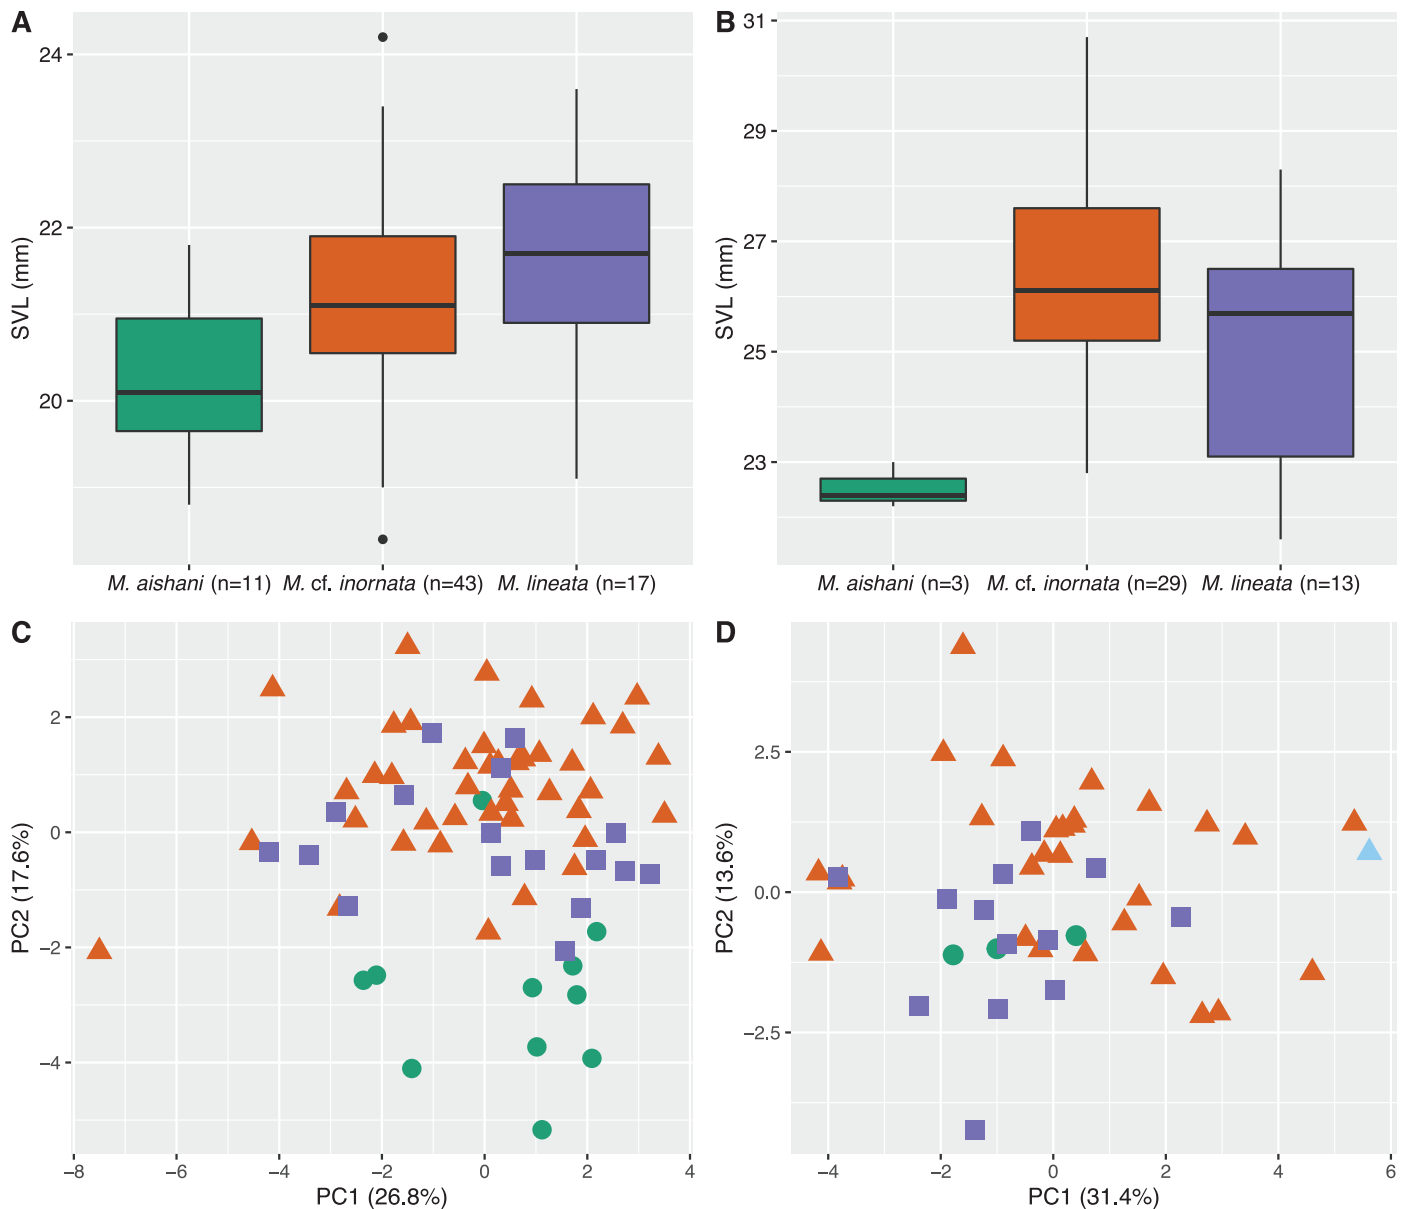 A
B
24
22
20
SVL (mm)
M. aishani (n=11) M. cf. inornata (n=43) M. lineata (n=17)
31
29
27
25
23
SVL (mm)
M. aishani (n=3) M. cf. inornata (n=29) M. lineata (n=13)
C
2
0
−2
−4
PC2 (17.6%)
−8 −6 −4 −2 0 2 4
PC1 (26.8%)
D
2.5
0.0
−2.5
PC2 (13.6%)
−4 −2 0 2 4 6
PC1 (31.4%)